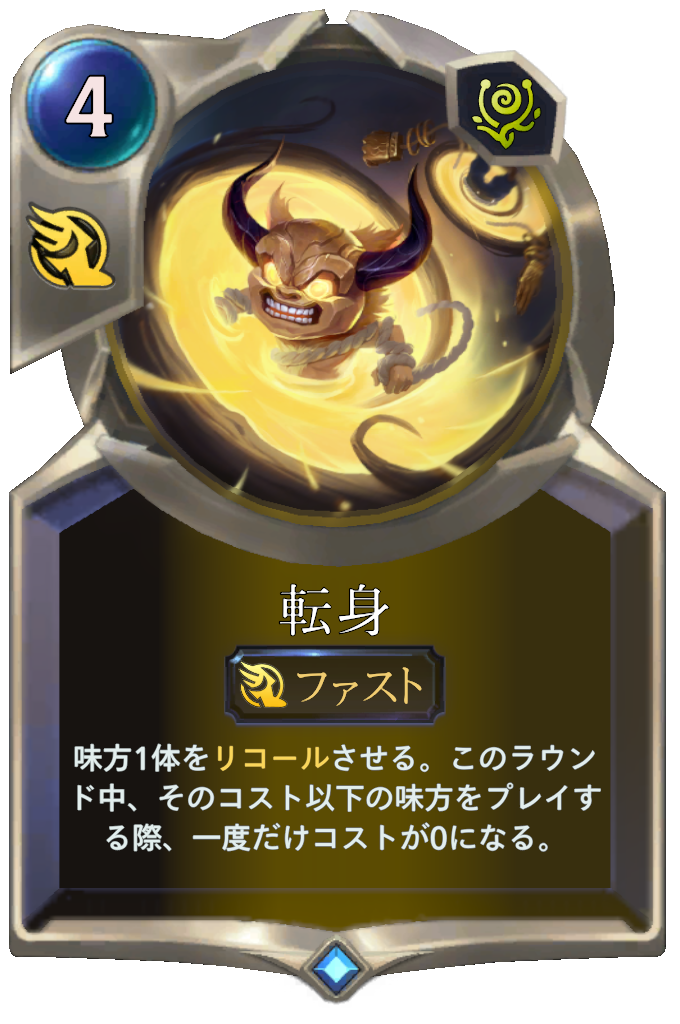 4
転身
ファスト
味方1体をリコールさせる。このラウン
ド中、そのコスト以下の味方をプレイす
る際、一度だけコストが0になる。